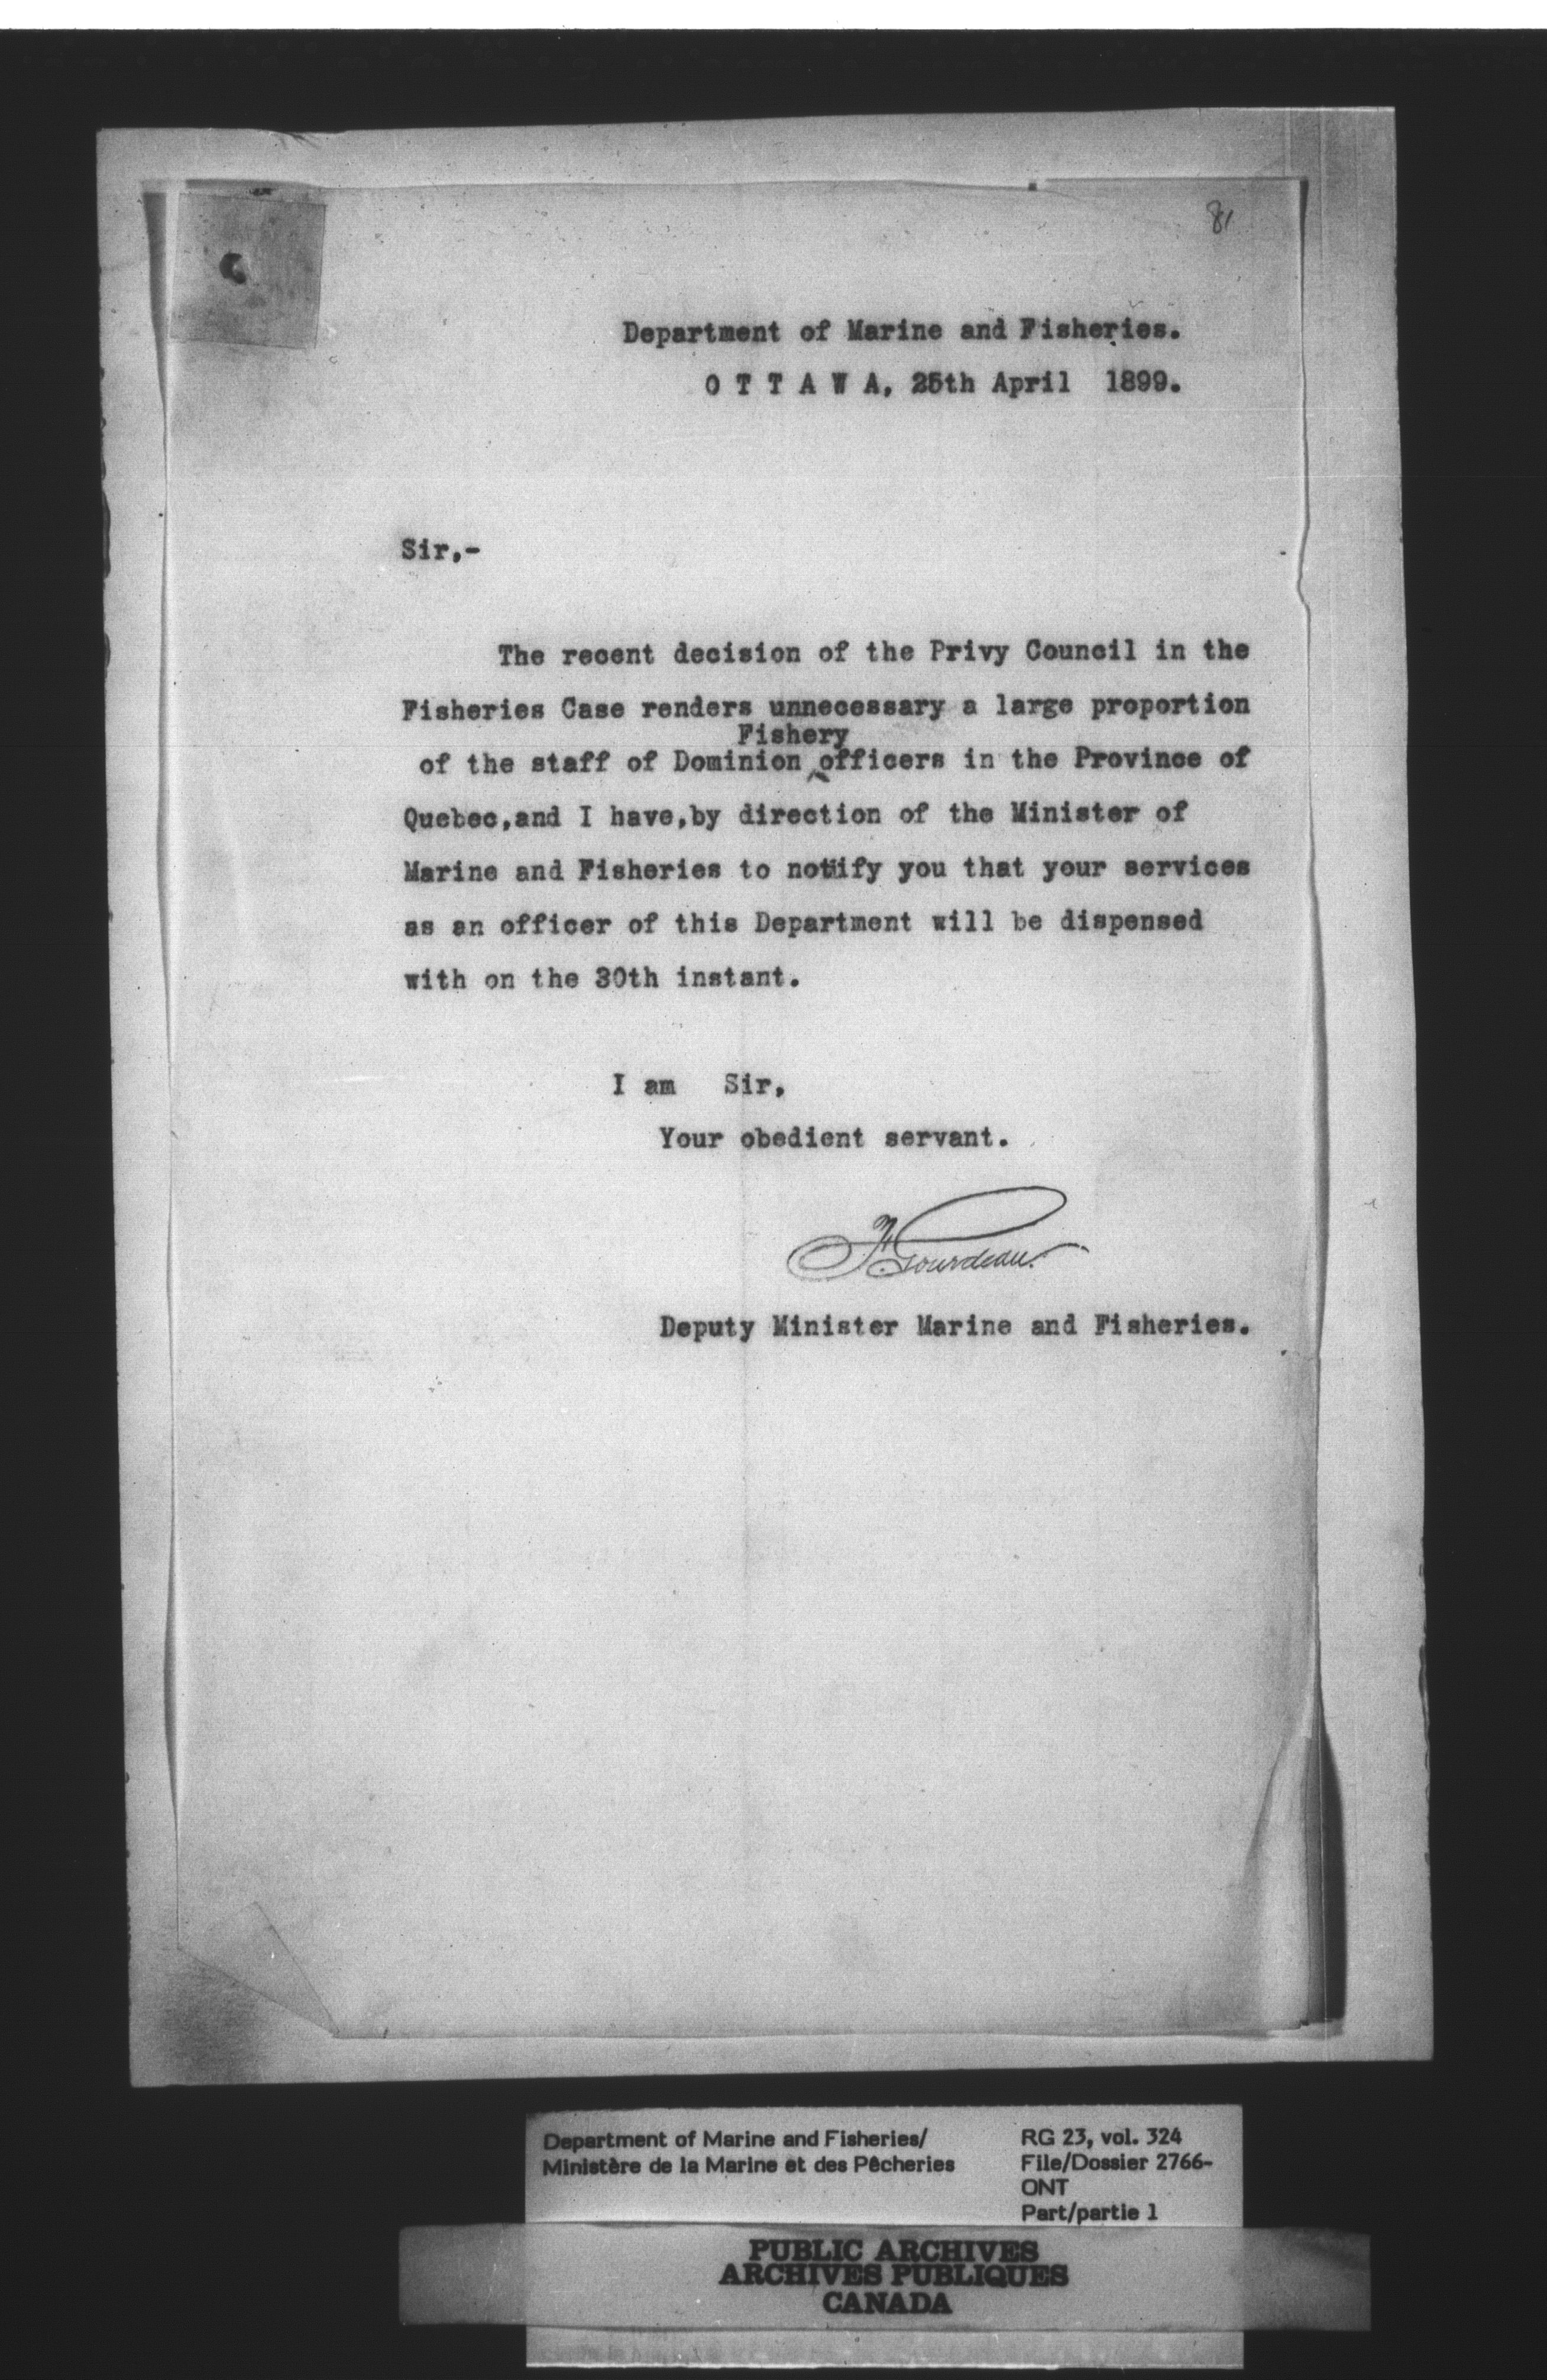 81
Department of Marine and Fisheries.
O T T A W A, 25th April 1899.
Sir,-
The recent decision of the Privy Council in the
Fisheries Case renders unnecessary a large proportion
Fishery
of the staff of Dominion ‸officers in the Province of
Quebec,and I have,by direction of the Minister of
Marine and Fisheries to notiify you that your services
as an officer of this Department will be dispensed
with on the 30th instant.
I am Sir,
Your obedient servant.
F Gourdeau.
Deputy Minister Marine and Fisheries.
Department of Marine and Fisheries/
Ministère de la Marine et des Pêcheries
RG 23, vol. 324
File/Dossier 2766-
ONT
Part/partie 1
PUBLIC ARCHIVES
ARCHIVES PUBLIQUES
CANADA